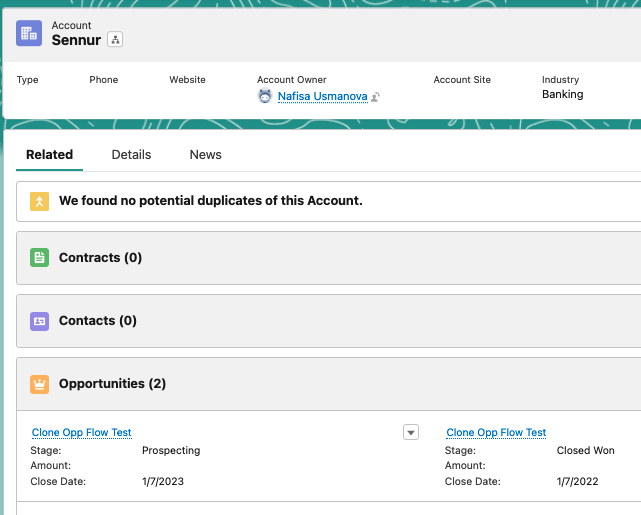 Account
Sennur
Type Phone Website Account Owner Account Site Industry
Nafisa Usmanova Banking
Related Details News
We found no potential duplicates of this Account.
Contracts (0)
Contacts (0)
Opportunities (2)
Clone Opp Flow Test Clone Opp Flow Test
Stage: Prospecting Stage: Closed Won
Amount: Amount:
Close Date: 1/7/2023 Close Date: 1/7/2022